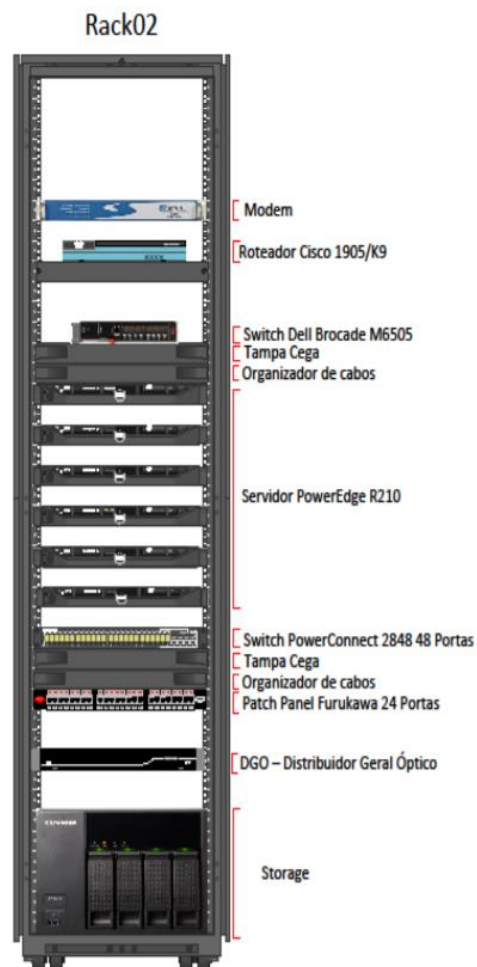 Rack02
Modem
Roteador Cisco 1905/K9
Switch Dell Brocade M6505
Tampa Cega
Organizador de cabos
Servidor PowerEdge R210
Switch PowerConnect 2848 48 Portas
Tampa Cega
Organizador de cabos
Patch Panel Furukawa 24 Portas
DGO – Distribuidor Geral Óptico
Storage